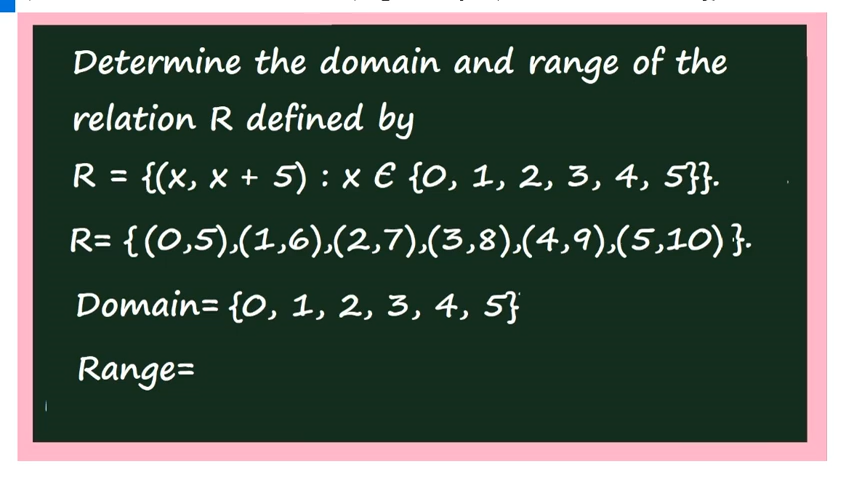 Determine the domain and range of the
relation R defined by
R = {(x, x + 5) : x Є {0, 1, 2, 3, 4, 5}}.
R= { (0,5),(1,6),(2,7),(3,8),(4,9),(5,10) }.
Domain= {0, 1, 2, 3, 4, 5}
Range=